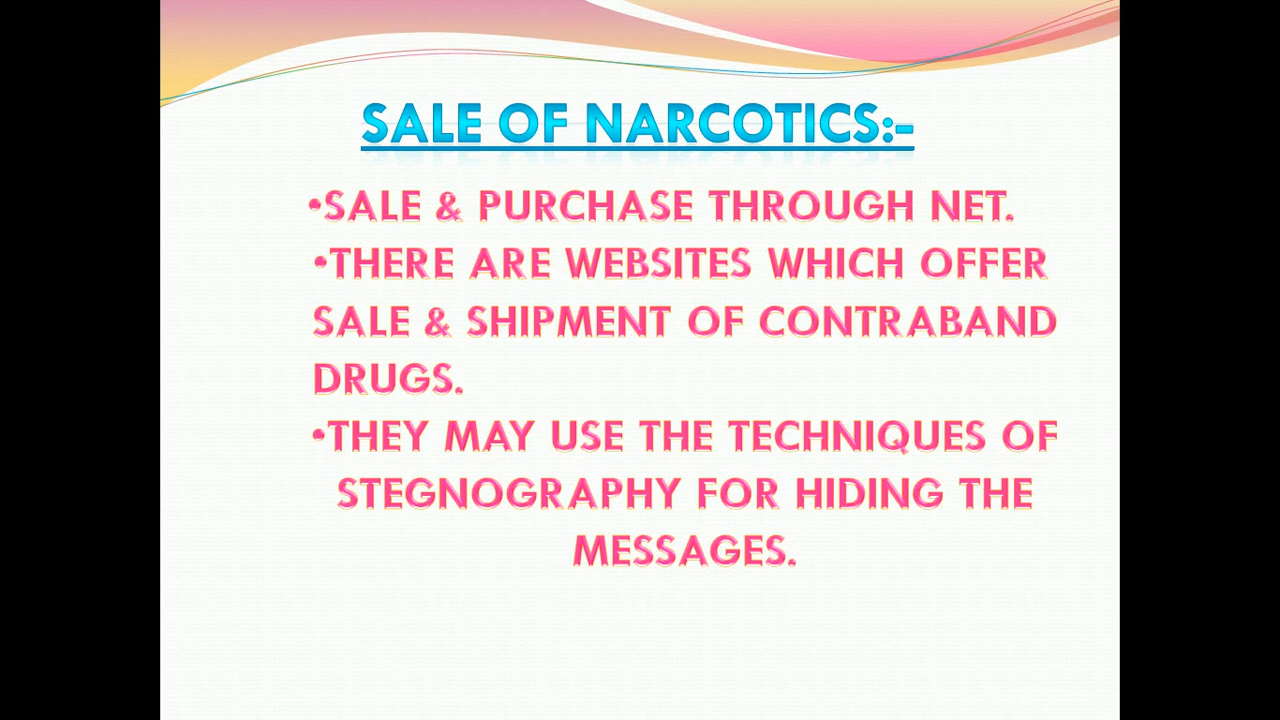 SALE OF NARCOTICS:-
•SALE & PURCHASE THROUGH NET.
•THERE ARE WEBSITES WHICH OFFER
SALE & SHIPMENT OF CONTRABAND
DRUGS.
•THEY MAY USE THE TECHNIQUES OF
STEGNOGRAPHY FOR HIDING THE
MESSAGES.